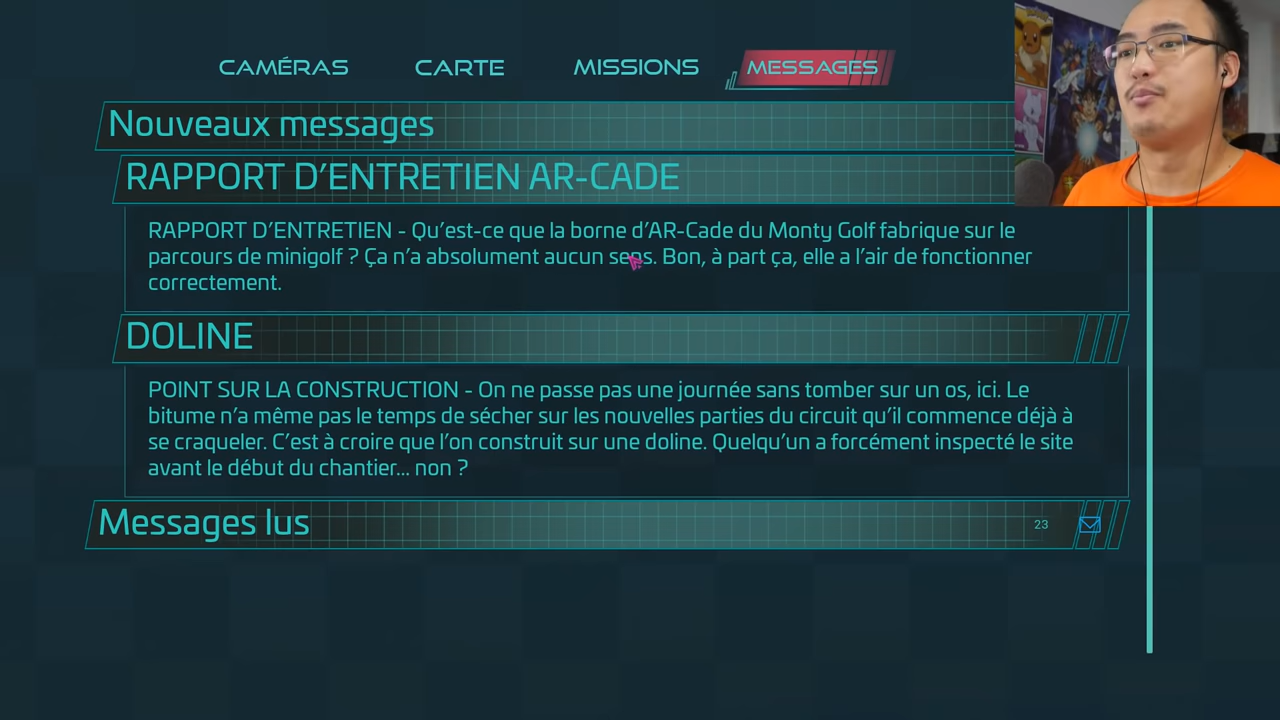 CAMÉRAS CARTE MISSIONS MESSAGES
Nouveaux messages
RAPPORT D'ENTRETIEN AR-CADE
RAPPORT D'ENTRETIEN - Qu'est-ce que la borne d'AR-Cade du Monty Golf fabrique sur le
parcours de minigolf ? Ça n'a absolument aucun sens. Bon, à part ça, elle a l'air de fonctionner
correctement.
DOLINE
POINT SUR LA CONSTRUCTION - On ne passe pas une journée sans tomber sur un os, ici. Le
bitume n'a même pas le temps de sécher sur les nouvelles parties du circuit qu'il commence déjà à
se craqueler. C'est à croire que l'on construit sur une doline. Quelqu'un a forcément inspecté le site
avant le début du chantier... non ?
Messages lus 23